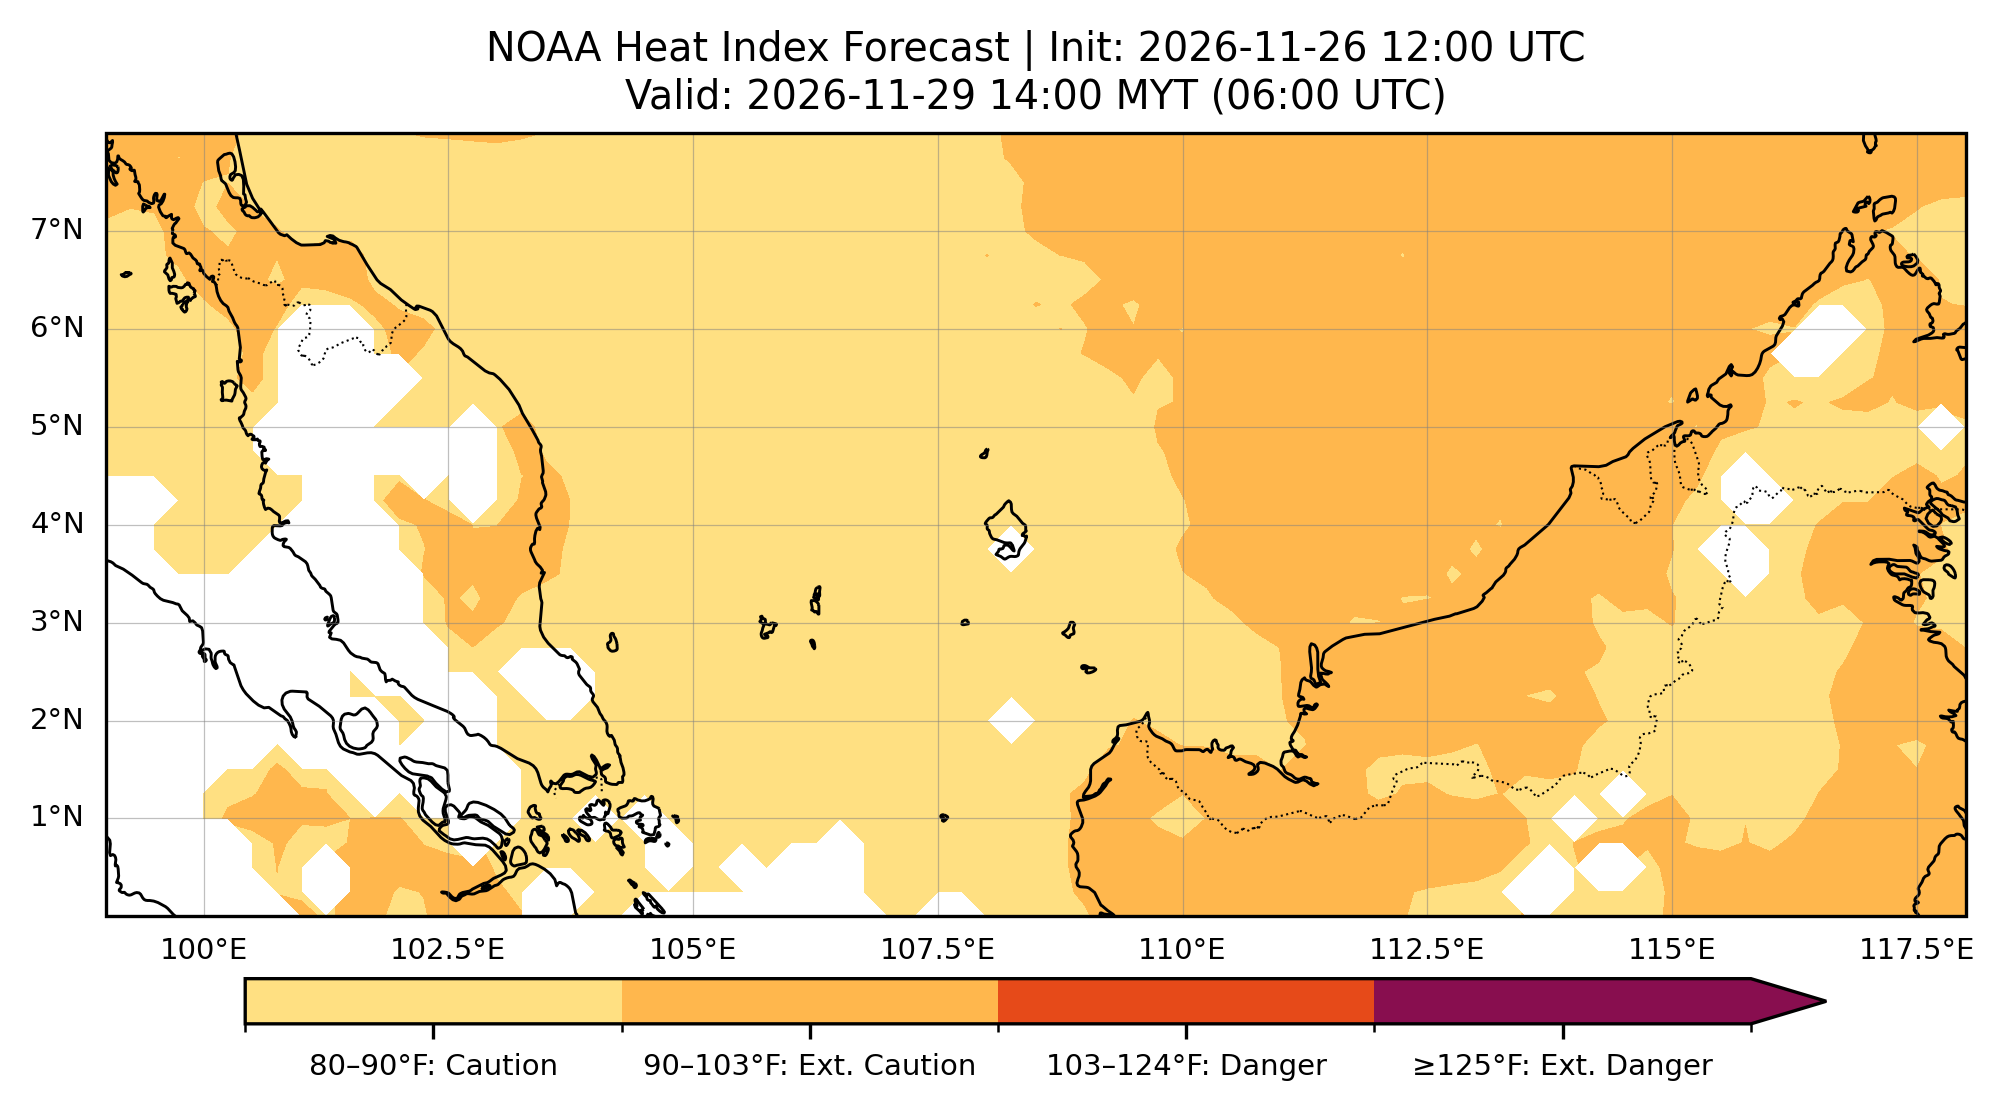 NOAA Heat Index Forecast | Init: 2026-11-26 12:00 UTC
Valid: 2026-11-29 14:00 MYT (06:00 UTC)
7°N
6°N
5°N
4°N
3°N
2°N
1°N
100°E
102.5°E
105°E
107.5°E
110°E
112.5°E
115°E
117.5°E
80–90°F: Caution
90–103°F: Ext. Caution
103–124°F: Danger
≥125°F: Ext. Danger